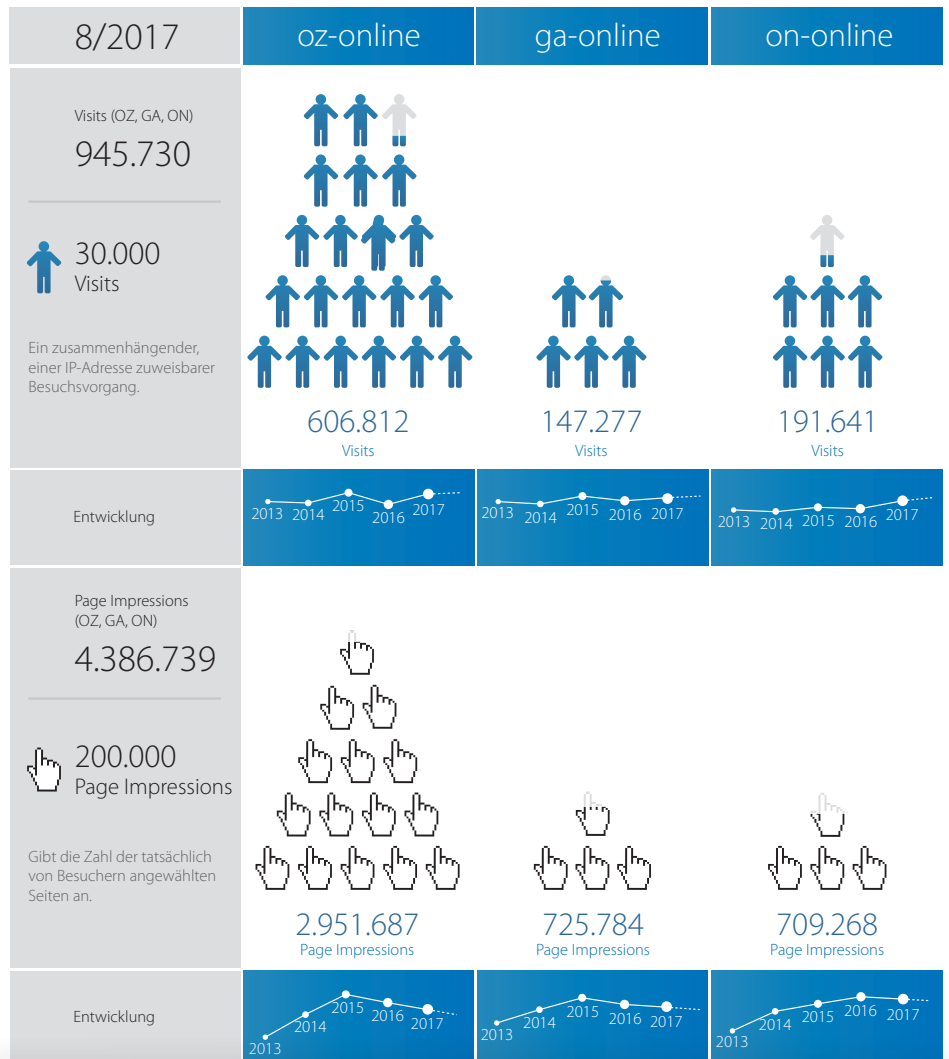 8/2017
oz-online
ga-online
on-online
Visits (OZ, GA, ON)
945.730
30.000
Visits
Ein zusammenhängender,
einer IP-Adresse zuweisbarer
Besuchsvorgang.
606.812
Visits
147.277
Visits
191.641
Visits
Entwicklung
2013 2014 2015 2016 2017
2013 2014 2015 2016 2017
2013 2014 2015 2016 2017
Page Impressions
(OZ, GA, ON)
4.386.739
200.000
Page Impressions
Gibt die Zahl der tatsächlich
von Besuchern angewählten
Seiten an.
2.951.687
Page Impressions
725.784
Page Impressions
709.268
Page Impressions
Entwicklung
2013 2014 2015 2016 2017
2013 2014 2015 2016 2017
2013 2014 2015 2016 2017